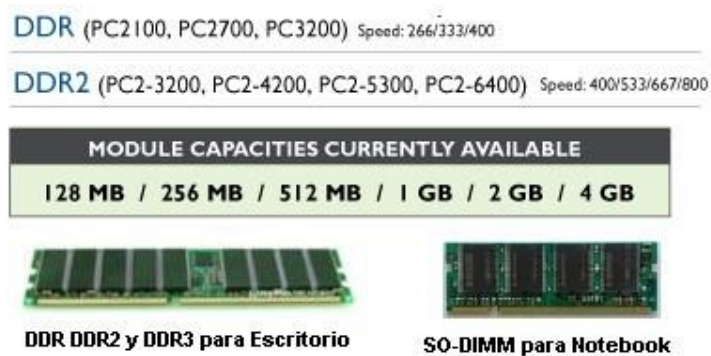 DDR (PC2100, PC2700, PC3200) Speed: 266/333/400
DDR2 (PC2-3200, PC2-4200, PC2-5300, PC2-6400) Speed: 400/533/667/800
MODULE CAPACITIES CURRENTLY AVAILABLE
128 MB / 256 MB / 512 MB / 1 GB / 2 GB / 4 GB
DDR DDR2 y DDR3 para Escritorio
SO-DIMM para Notebook